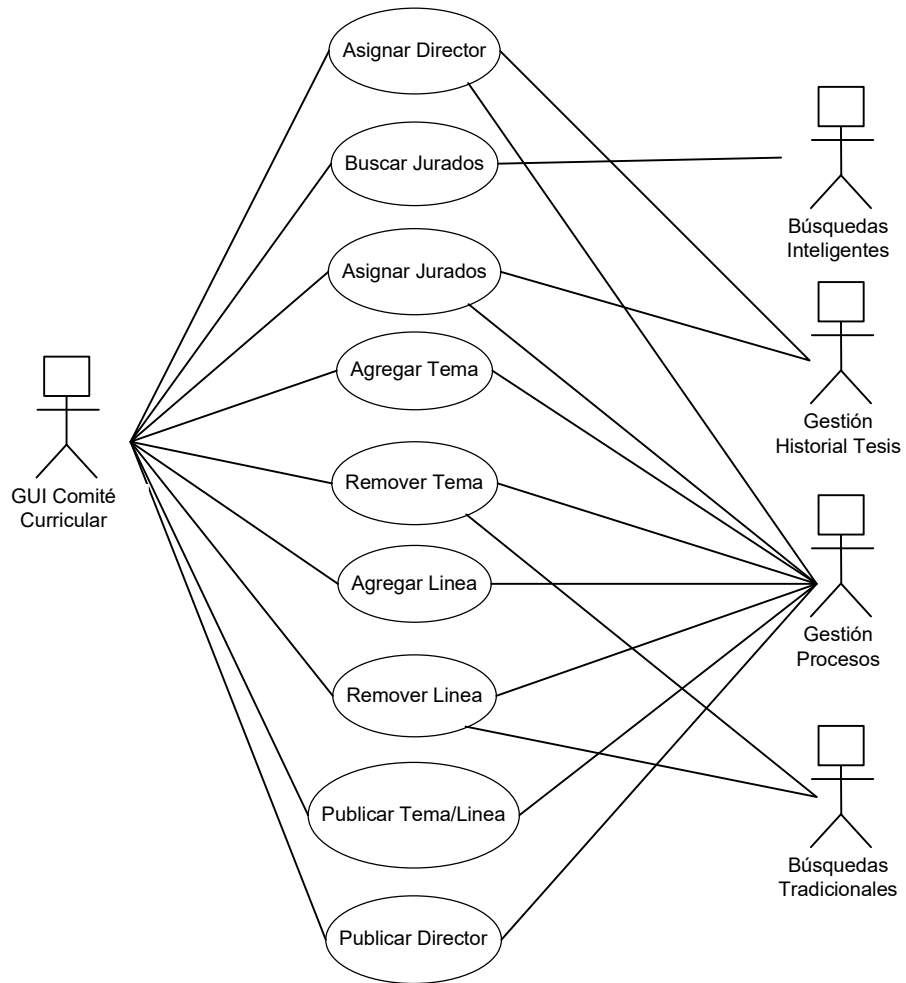 Asignar Director
Buscar Jurados
Búsquedas
Inteligentes
Asignar Jurados
Agregar Tema
Gestión
Historial Tesis
GUI Comité
Curricular
Remover Tema
Agregar Linea
Gestión
Procesos
Remover Linea
Publicar Tema/Linea
Búsquedas
Tradicionales
Publicar Director